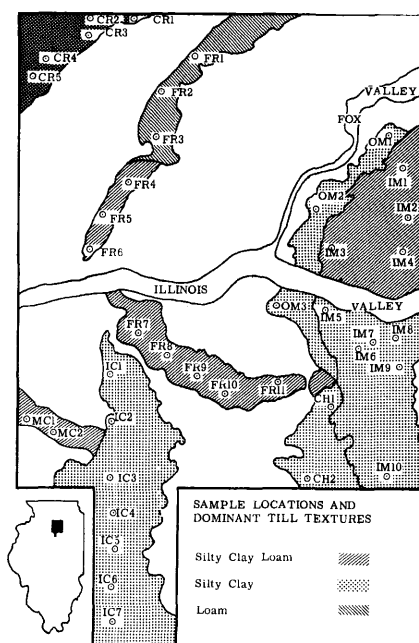 CR2 CR1
CR3
CR4
CR5
FR1
FR2
FR3
FR4
FR5
FR6
VALLEY
FOX
OM1
IM1
OM2
IM2
IM3
IM4
ILLINOIS
VALLEY
OM3
IM5
FR7
FR8
IM7
IM8
IM6
IM9
IC1
FR9
FR10
FR11
MC1
MC2
IC2
CH1
IC3
CH2
IM10
IC4
IC5
IC6
IC7
SAMPLE LOCATIONS AND
DOMINANT TILL TEXTURES
Silty Clay Loam
Silty Clay
Loam